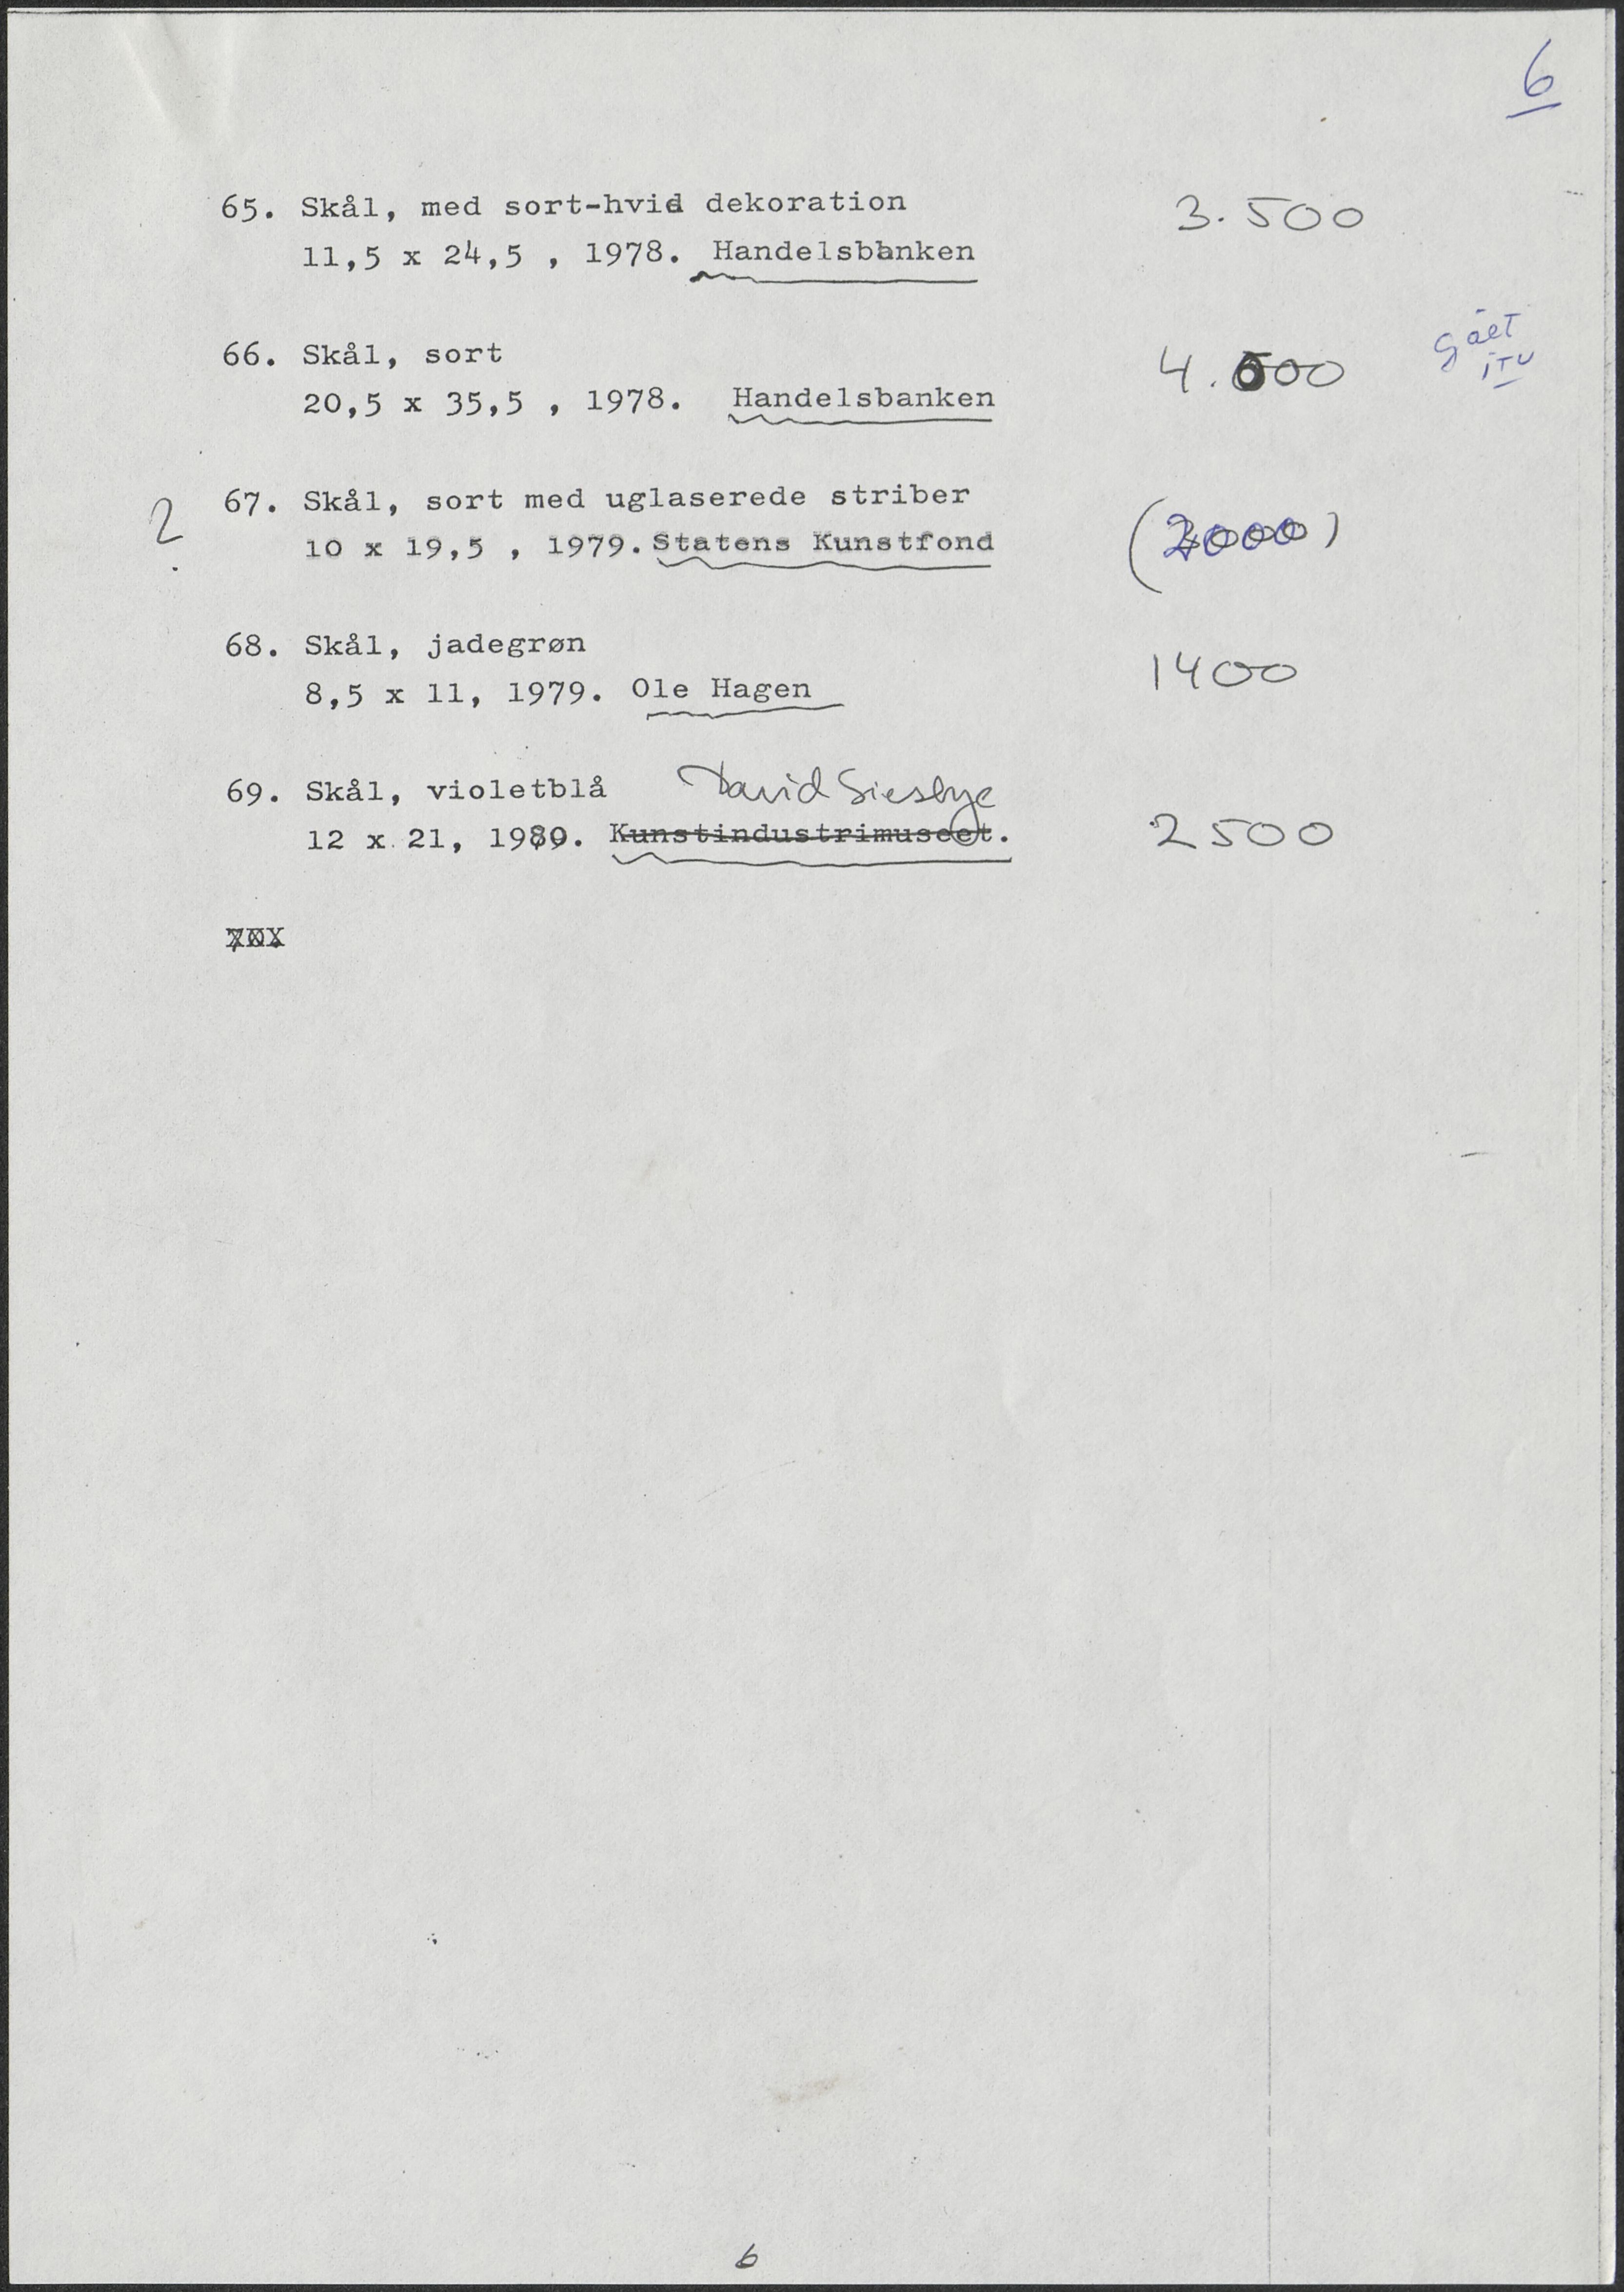 6
65. Skål, med sort-hvid dekoration 3.500
11,5 x 24,5 , 1978. Handelsbanken
66. Skål, sort 4.000 gået itu
20,5 x 35,5 , 1978. Handelsbanken
? 67. Skål, sort med uglaserede striber
10 x 19,5 , 1979. Statens Kunstfond (2000)
68. Skål, jadegrøn 1400
8,5 x 11, 1979. Ole Hagen
69. Skål, violetblå David Siesbye
12 x 21, 1980. Kunstindustrimuseet. 2500
6